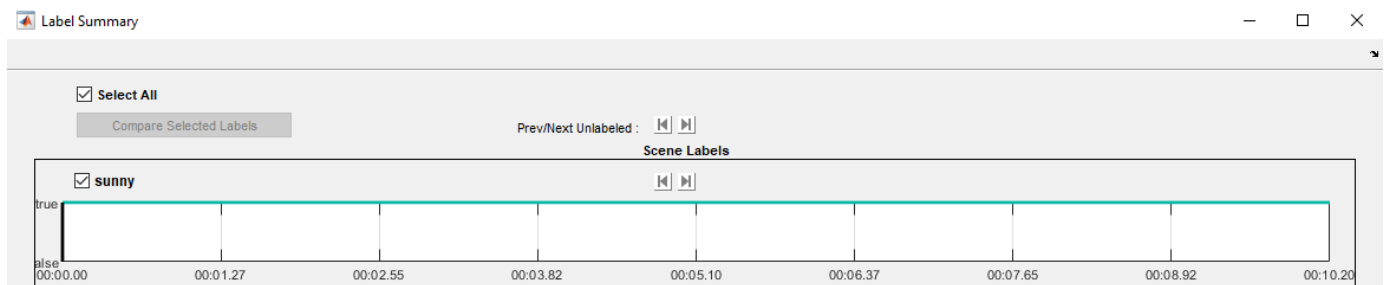 Label Summary
Select All
Compare Selected Labels
Prev/Next Unlabeled :
Scene Labels
sunny
true
alse
00:00.00 00:01.27 00:02.55 00:03.82 00:05.10 00:06.37 00:07.65 00:08.92 00:10.20